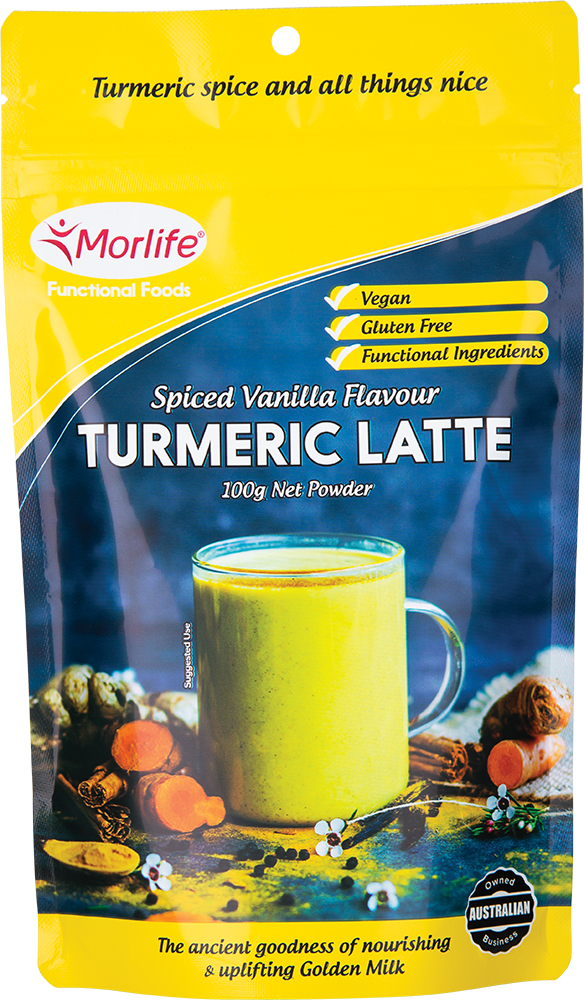 Turmeric spice and all things nice
Morlife®
Functional Foods
Vegan
Gluten Free
Functional Ingredients
Spiced Vanilla Flavour
TURMERIC LATTE
100g Net Powder
Suggested Use
Owned
AUSTRALIAN
Business
The ancient goodness of nourishing
& uplifting Golden Milk